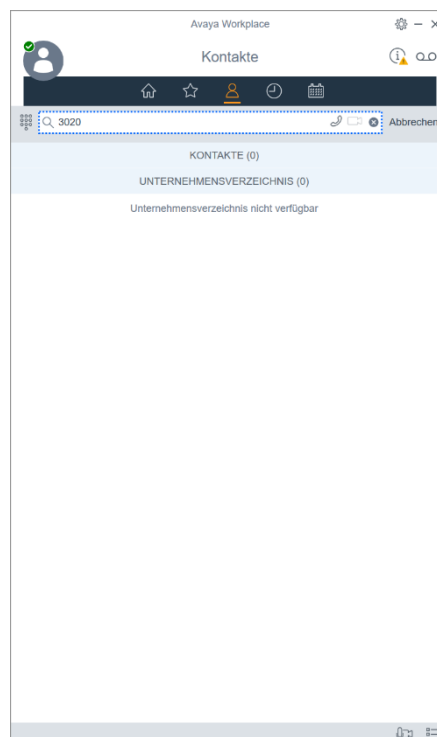 Avaya Workplace
Kontakte
3020
Abbrechen
KONTAKTE (0)
UNTERNEHMENSVERZEICHNIS (0)
Unternehmensverzeichnis nicht verfügbar